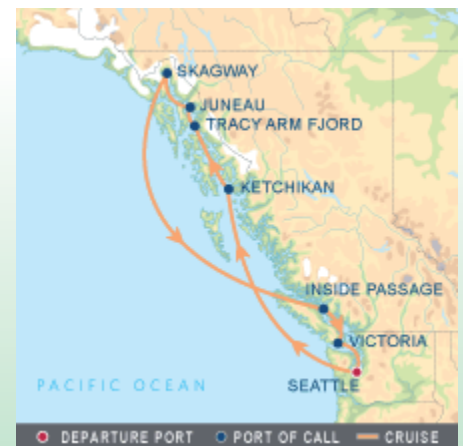 SKAGWAY
JUNEAU
TRACY ARM FJORD
KETCHIKAN
INSIDE PASSAGE
VICTORIA
PACIFIC OCEAN
SEATTLE
DEPARTURE PORT PORT OF CALL CRUISE